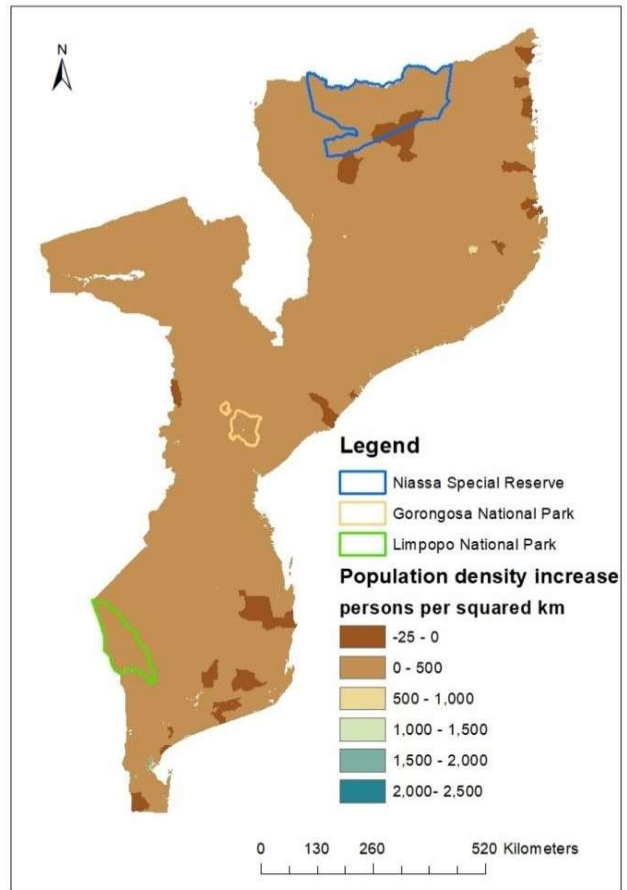 N
Legend
Niassa Special Reserve
Gorongosa National Park
Limpopo National Park
Population density increase
persons per squared km
-25 - 0
0 - 500
500 - 1,000
1,000 - 1,500
1,500 - 2,000
2,000- 2,500
0 130 260 520 Kilometers